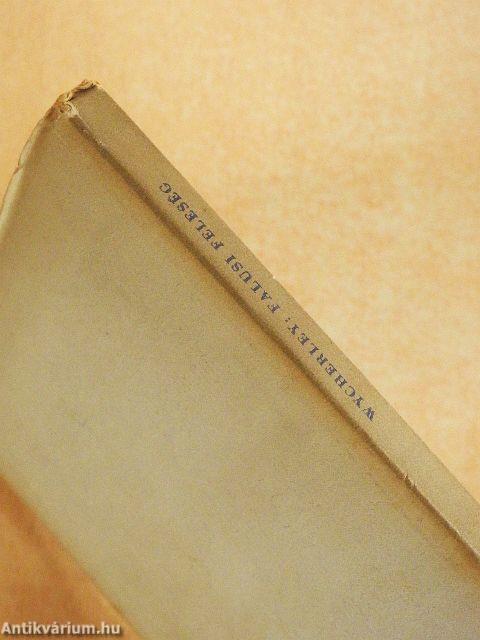 WYCHERLEY: FALUSI FELESÉG
Antikvárium.hu